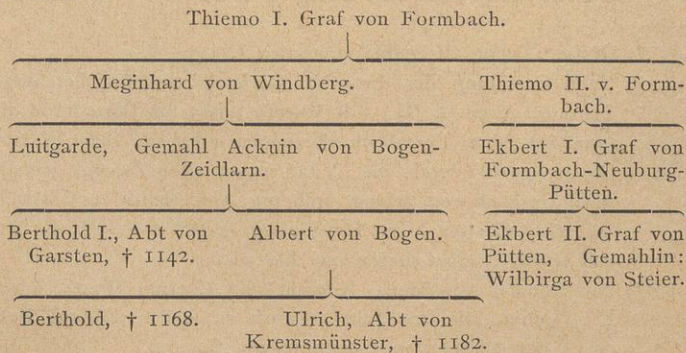 Thiemo I. Graf von Formbach.
Meginhard von Windberg.
Thiemo II. v. Form-
bach.
Luitgarde, Gemahl Ackuin von Bogen-
Zeidlarn.
Ekbert I. Graf von
Formbach-Neuburg-
Pütten.
Berthold I., Abt von
Garsten, † 1142.
Albert von Bogen.
Ekbert II. Graf von
Pütten, Gemahlin:
Wilbirga von Steier.
Berthold, † 1168.
Ulrich, Abt von
Kremsmünster, † 1182.